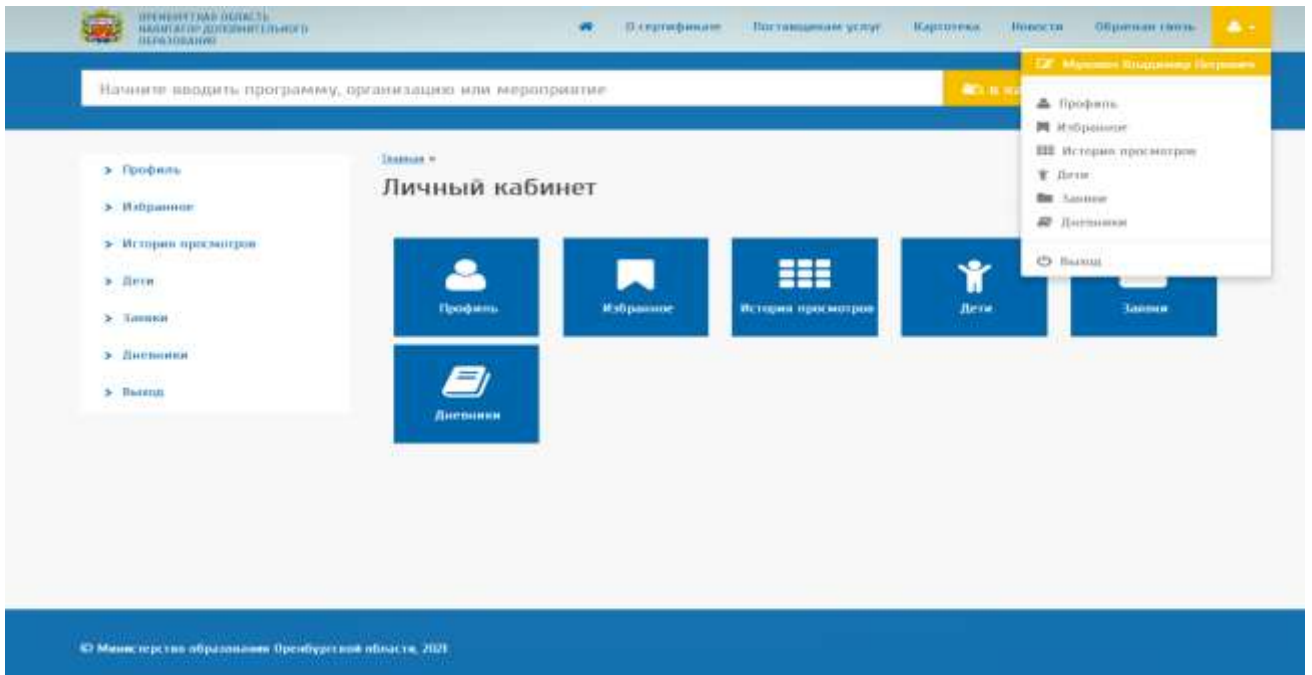 ОРЕНБУРГСКАЯ ОБЛАСТЬ
НАВИГАТОР ДОПОЛНИТЕЛЬНОГО
ОБРАЗОВАНИЯ
О сертификате
Поставщикам услуг
Картотека
Новости
Обратная связь
Начните вводить программу, организацию или мероприятие
Владимир Петрович
Профиль
Избранное
История просмотров
Дети
Заявки
Дневники
Выход
Профиль
Избранное
История просмотров
Дети
Заявки
Дневники
Выход
Главная »
Личный кабинет
Профиль
Избранное
История просмотров
Дети
Заявки
Дневники
© Министерство образования Оренбургской области, 2021